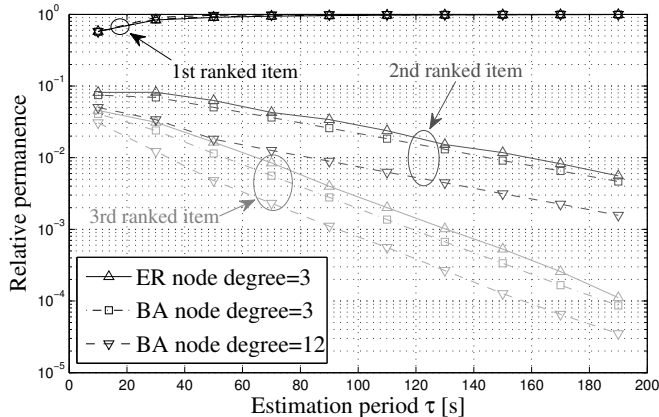 10^0
10^-1
10^-2
10^-3
10^-4
10^-5
Relative permanence
1st ranked item
2nd ranked item
3rd ranked item
ER node degree=3
BA node degree=3
BA node degree=12
0 20 40 60 80 100 120 140 160 180 200
Estimation period τ [s]